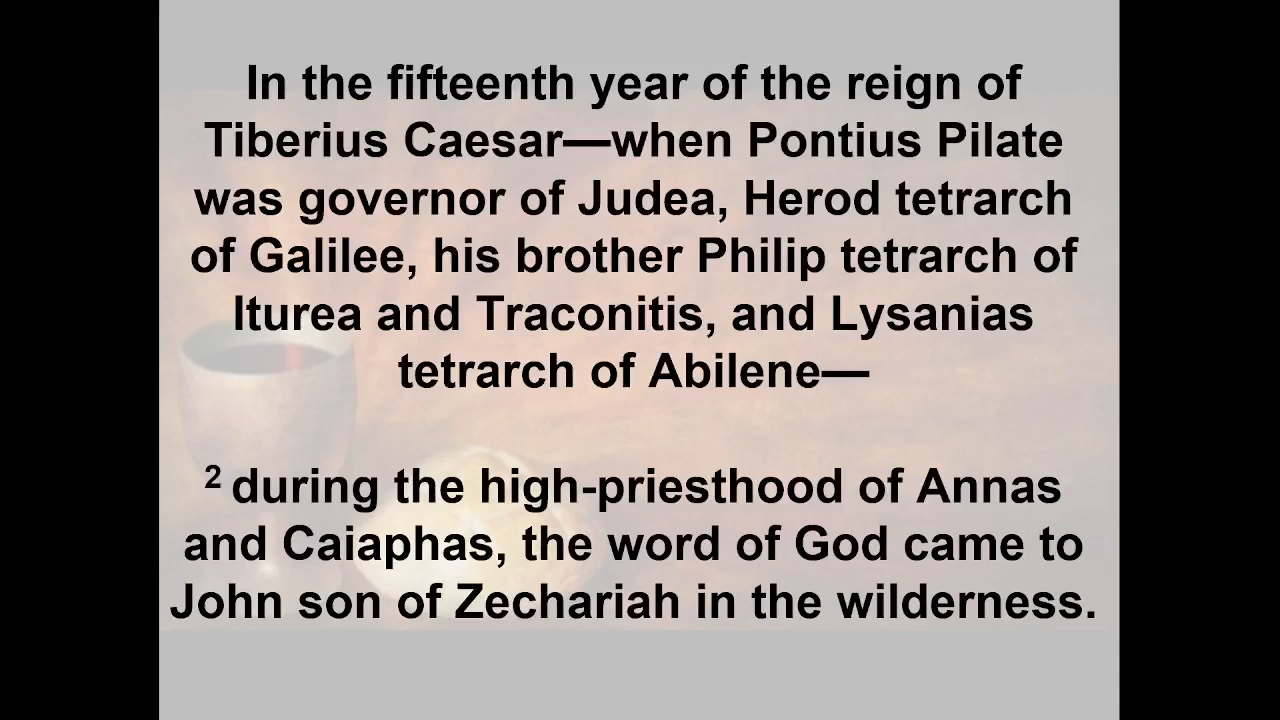 In the fifteenth year of the reign of
Tiberius Caesar—when Pontius Pilate
was governor of Judea, Herod tetrarch
of Galilee, his brother Philip tetrarch of
Iturea and Traconitis, and Lysanias
tetrarch of Abilene—
2 during the high-priesthood of Annas
and Caiaphas, the word of God came to
John son of Zechariah in the wilderness.